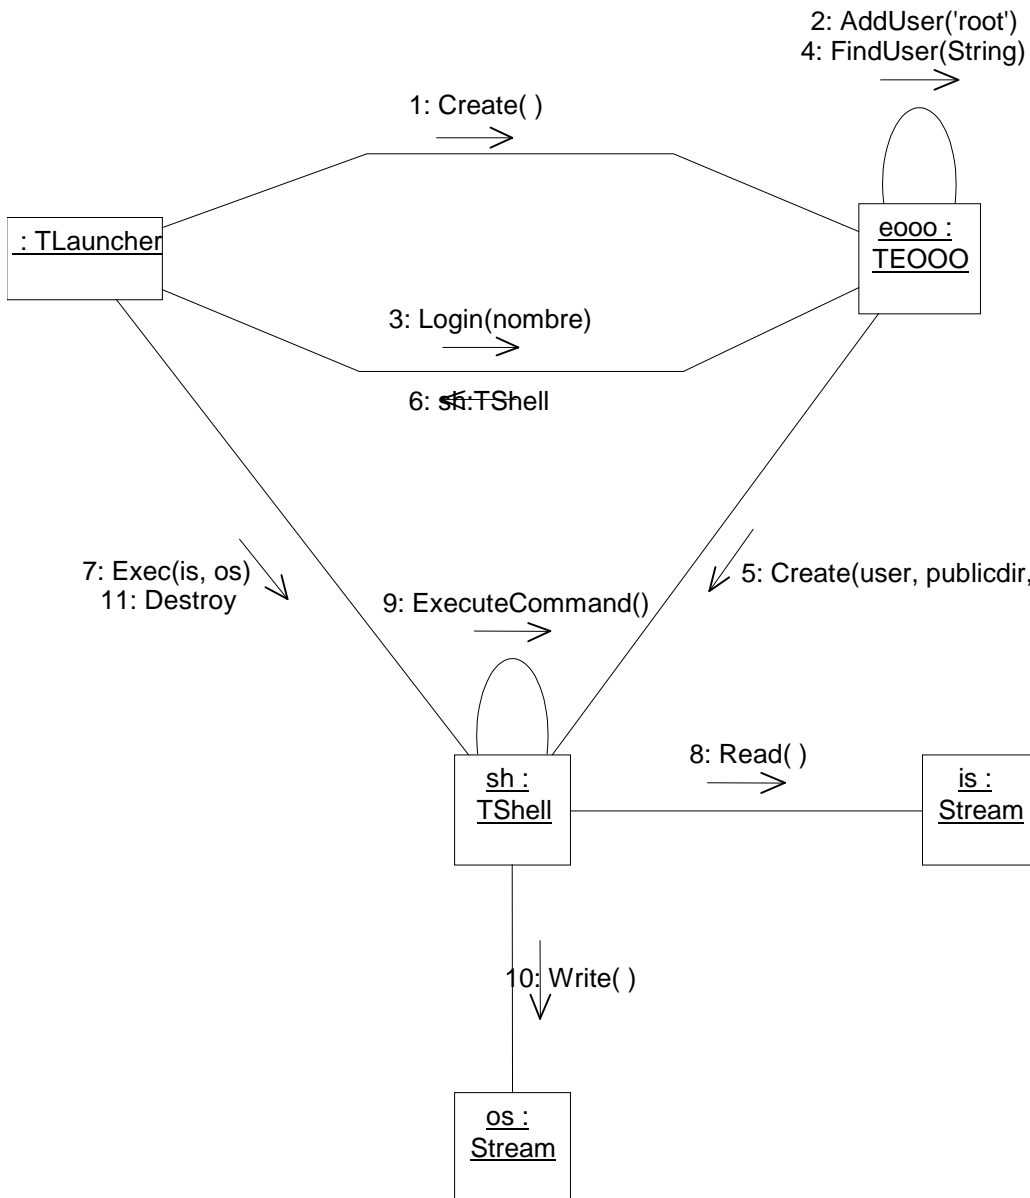 2: AddUser('root')
4: FindUser(String)
1: Create( )
: TLauncher
eooo :
TEOOO
3: Login(nombre)
6: sh:TShell
7: Exec(is, os)
11: Destroy
5: Create(user, publicdir,
9: ExecuteCommand()
8: Read( )
sh :
TShell
is :
Stream
10: Write( )
os :
Stream